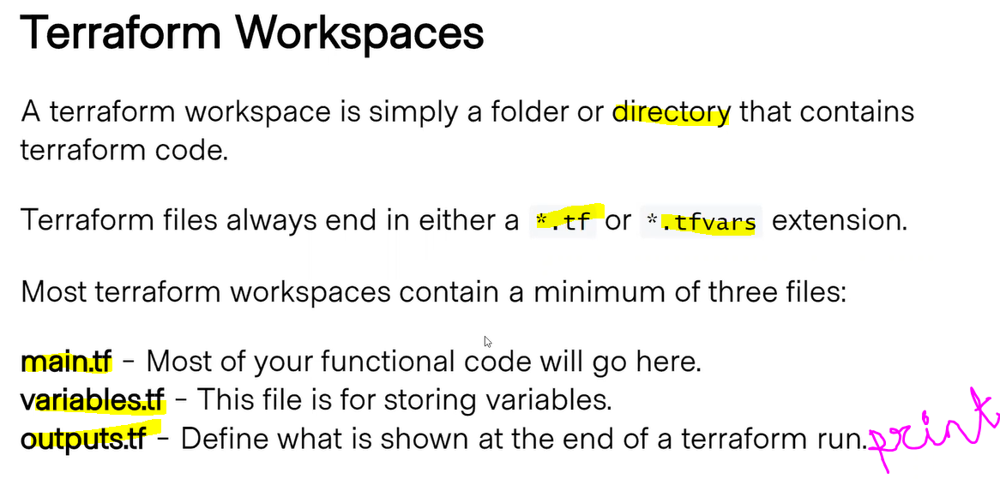 Terraform Workspaces
A terraform workspace is simply a folder or directory that contains
terraform code.
Terraform files always end in either a *.tf or *.tfvars extension.
Most terraform workspaces contain a minimum of three files:
main.tf - Most of your functional code will go here.
variables.tf - This file is for storing variables.
outputs.tf - Define what is shown at the end of a terraform run. print